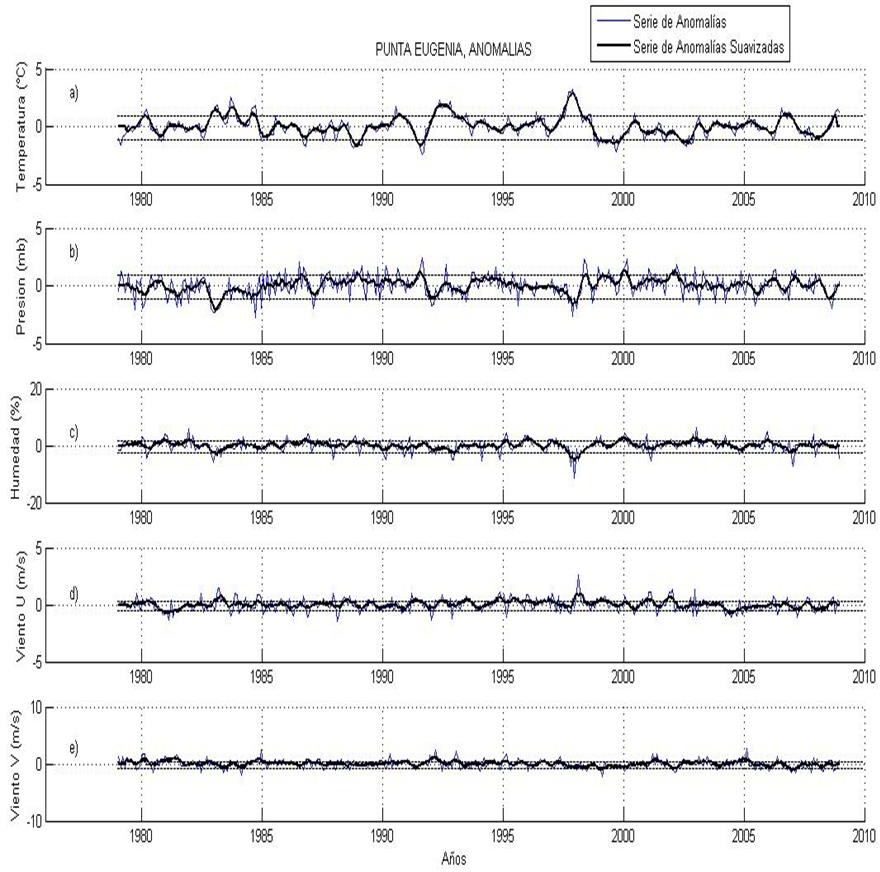 Serie de Anomalías
Serie de Anomalías Suavizadas
PUNTA EUGENIA, ANOMALIAS
a)
Temperatura (°C)
5
0
-5
1980 1985 1990 1995 2000 2005 2010
b)
Presion (mb)
5
0
-5
1980 1985 1990 1995 2000 2005 2010
c)
Humedad (%)
20
0
-20
1980 1985 1990 1995 2000 2005 2010
d)
Viento U (m/s)
5
0
-5
1980 1985 1990 1995 2000 2005 2010
e)
Viento V (m/s)
10
0
-10
1980 1985 1990 1995 2000 2005 2010
Años